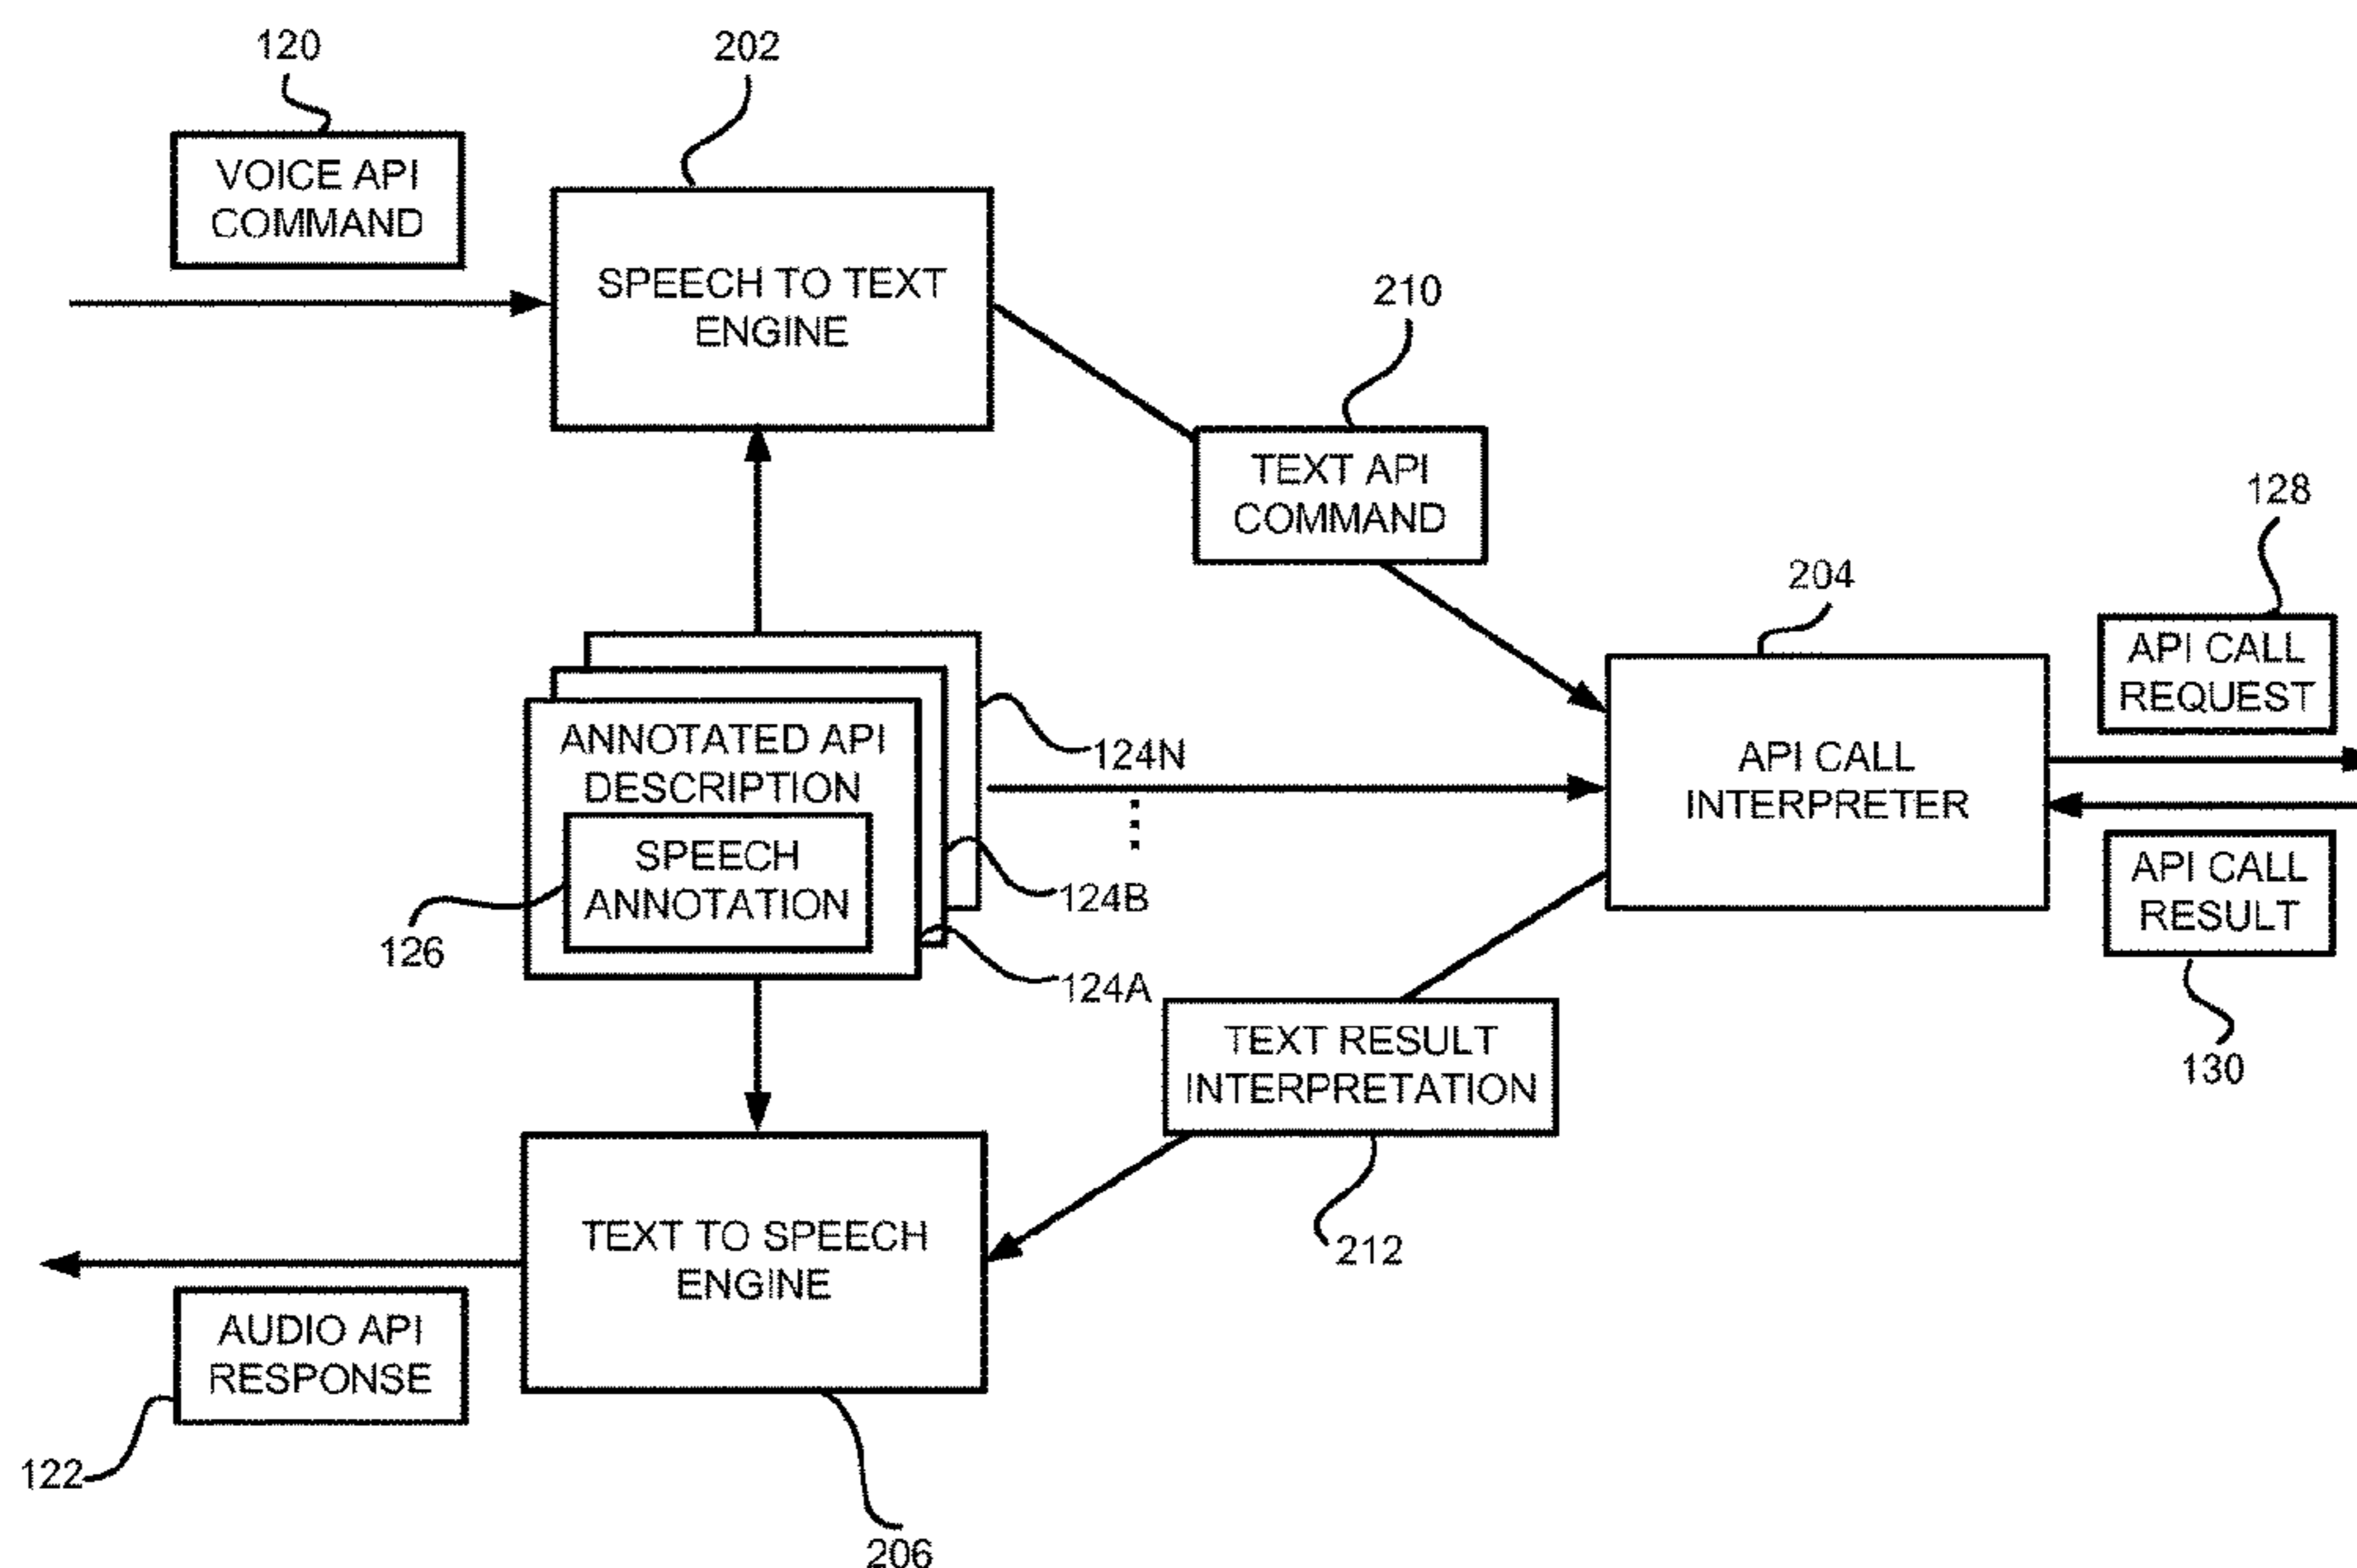 120
202
VOICE API
COMMAND
SPEECH TO TEXT
ENGINE
210
TEXT API
COMMAND
128
204
API CALL
REQUEST
ANNOTATED API
DESCRIPTION
124N
API CALL
INTERPRETER
SPEECH
ANNOTATION
124B
API CALL
RESULT
126
124A
TEXT RESULT
INTERPRETATION
130
TEXT TO SPEECH
ENGINE
212
AUDIO API
RESPONSE
122
206